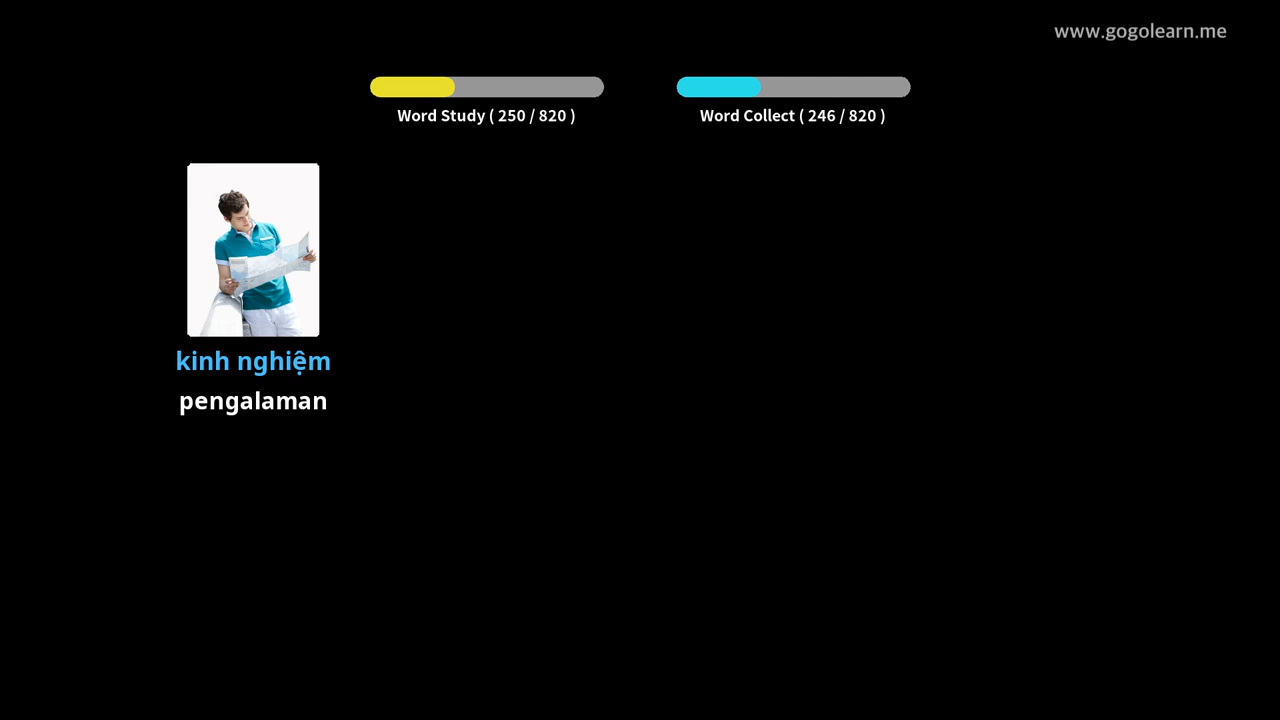 www.gogolearn.me
Word Study ( 250 / 820 )
Word Collect ( 246 / 820 )
kinh nghiệm
pengalaman